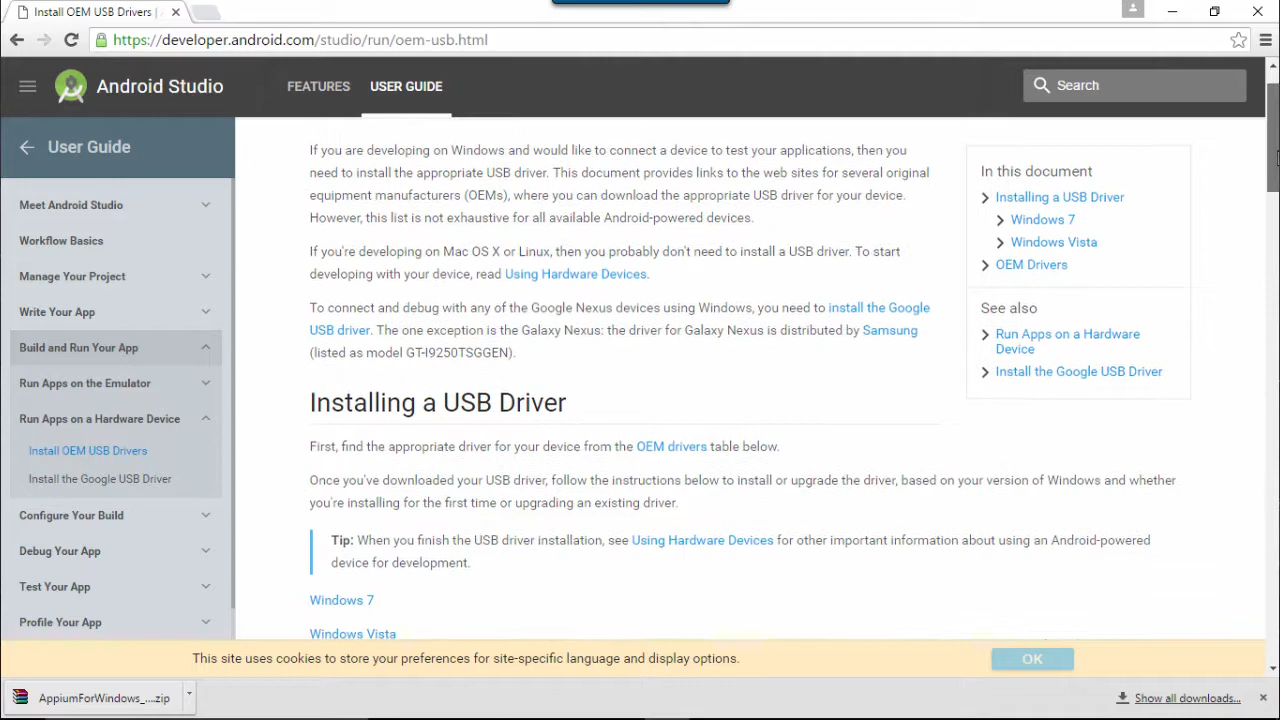 Install OEM USB Drivers |
https://developer.android.com/studio/run/oem-usb.html
Android Studio
FEATURES
USER GUIDE
Search
User Guide
Meet Android Studio
Workflow Basics
Manage Your Project
Write Your App
Build and Run Your App
Run Apps on the Emulator
Run Apps on a Hardware Device
Install OEM USB Drivers
Install the Google USB Driver
Configure Your Build
Debug Your App
Test Your App
Profile Your App
If you are developing on Windows and would like to connect a device to test your applications, then you
need to install the appropriate USB driver. This document provides links to the web sites for several original
equipment manufacturers (OEMs), where you can download the appropriate USB driver for your device.
However, this list is not exhaustive for all available Android-powered devices.
If you're developing on Mac OS X or Linux, then you probably don't need to install a USB driver. To start
developing with your device, read Using Hardware Devices.
To connect and debug with any of the Google Nexus devices using Windows, you need to install the Google
USB driver. The one exception is the Galaxy Nexus: the driver for Galaxy Nexus is distributed by Samsung
(listed as model GT-I9250TSGGEN).
Installing a USB Driver
First, find the appropriate driver for your device from the OEM drivers table below.
Once you've downloaded your USB driver, follow the instructions below to install or upgrade the driver, based on your version of Windows and whether
you're installing for the first time or upgrading an existing driver.
Tip: When you finish the USB driver installation, see Using Hardware Devices for other important information about using an Android-powered
device for development.
Windows 7
Windows Vista
In this document
Installing a USB Driver
Windows 7
Windows Vista
OEM Drivers
See also
Run Apps on a Hardware
Device
Install the Google USB Driver
This site uses cookies to store your preferences for site-specific language and display options.
OK
AppiumForWindows_....zip
Show all downloads...